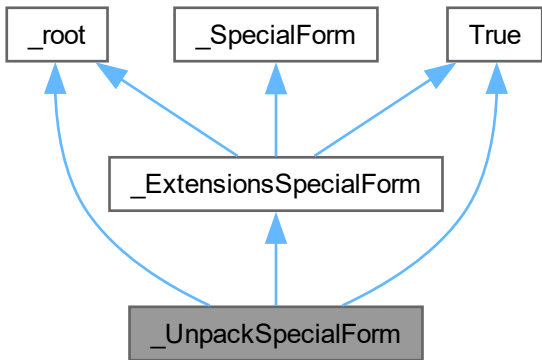 _root
_SpecialForm
True
_ExtensionsSpecialForm
_UnpackSpecialForm